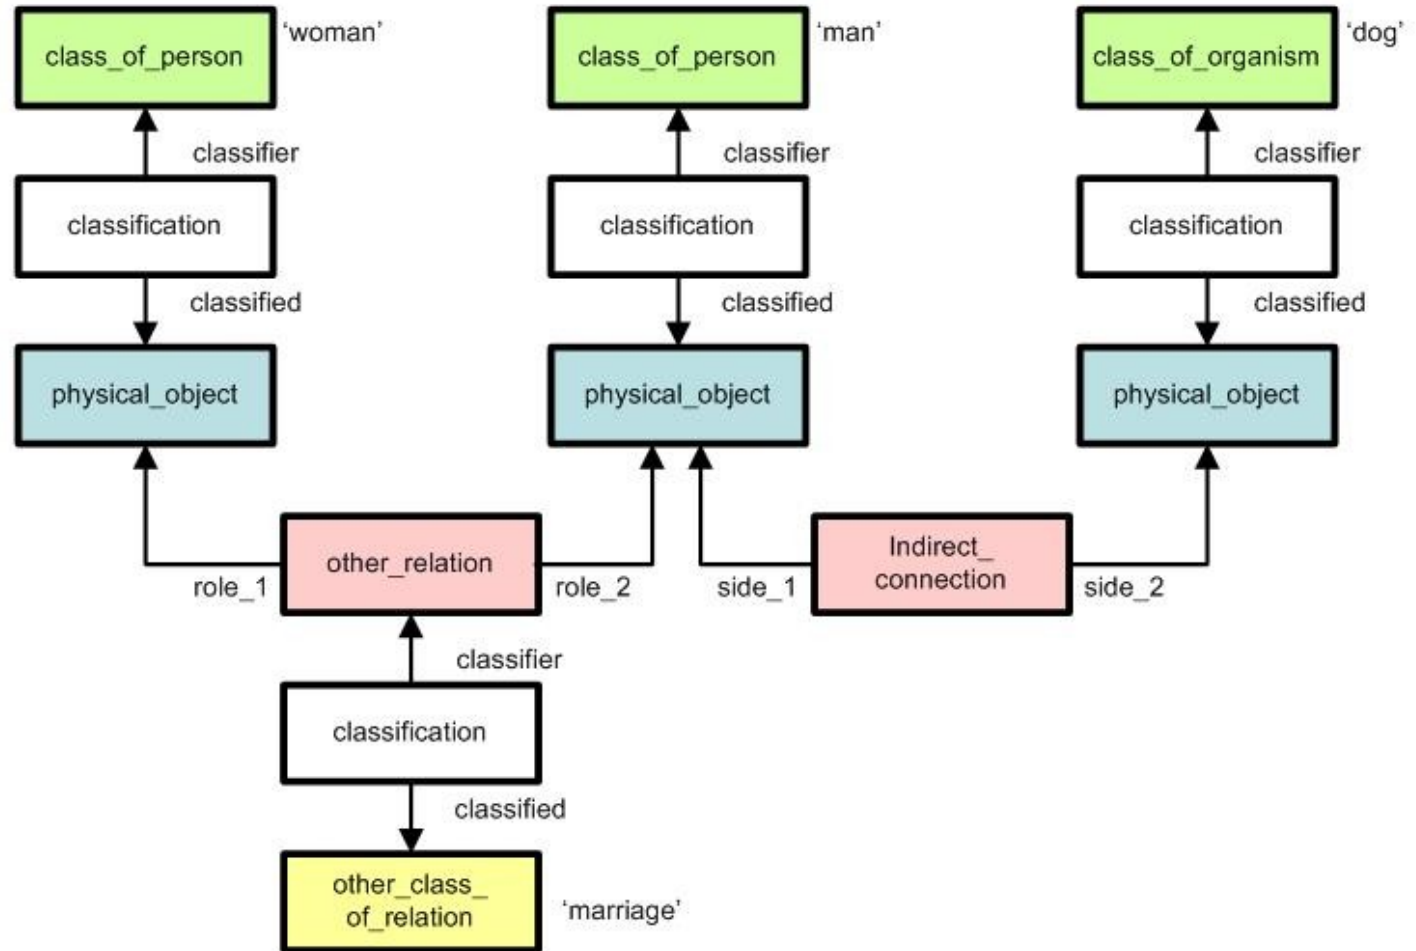 class_of_person
'woman'
class_of_person
'man'
class_of_organism
'dog'
classifier
classifier
classifier
classification
classification
classification
classified
classified
classified
physical_object
physical_object
physical_object
other_relation
Indirect_
connection
role_1
role_2
side_1
side_2
classifier
classification
classified
other_class_
of_relation
'marriage'